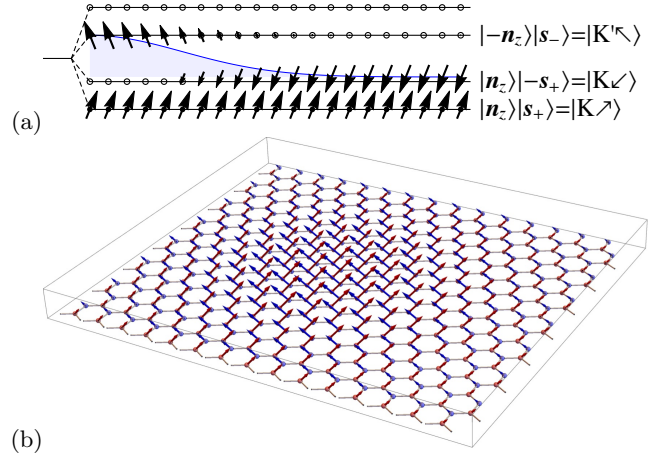 |−n_z⟩|s_−⟩=|K'↖⟩
|n_z⟩|−s_+⟩=|K↙⟩
|n_z⟩|s_+⟩=|K↗⟩
(a)
(b)